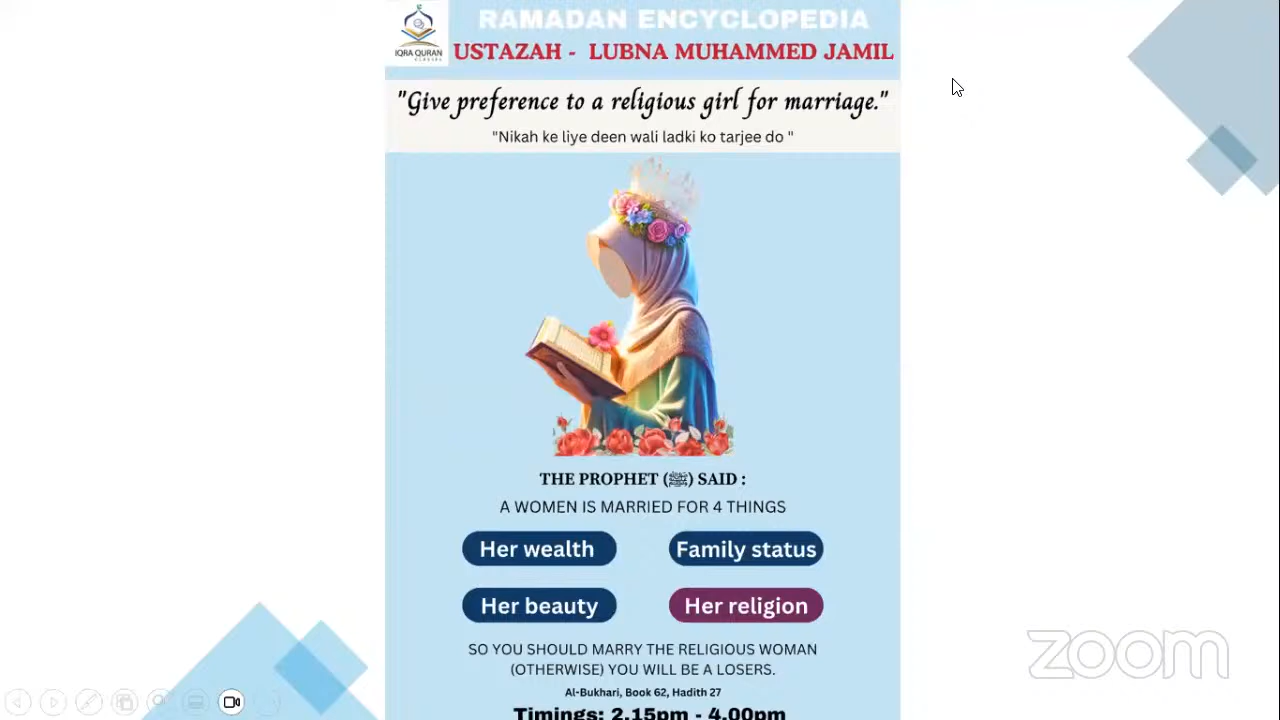 RAMADAN ENCYCLOPEDIA
IQRA QURAN
CLASSES
USTAZAH - LUBNA MUHAMMED JAMIL
"Give preference to a religious girl for marriage."
"Nikah ke liye deen wali ladki ko tarjee do "
THE PROPHET (ﷺ) SAID :
A WOMEN IS MARRIED FOR 4 THINGS
Her wealth
Family status
Her beauty
Her religion
SO YOU SHOULD MARRY THE RELIGIOUS WOMAN
(OTHERWISE) YOU WILL BE A LOSERS.
Al-Bukhari, Book 62, Hadith 27
Timings: 2.15pm - 4.00pm
zoom